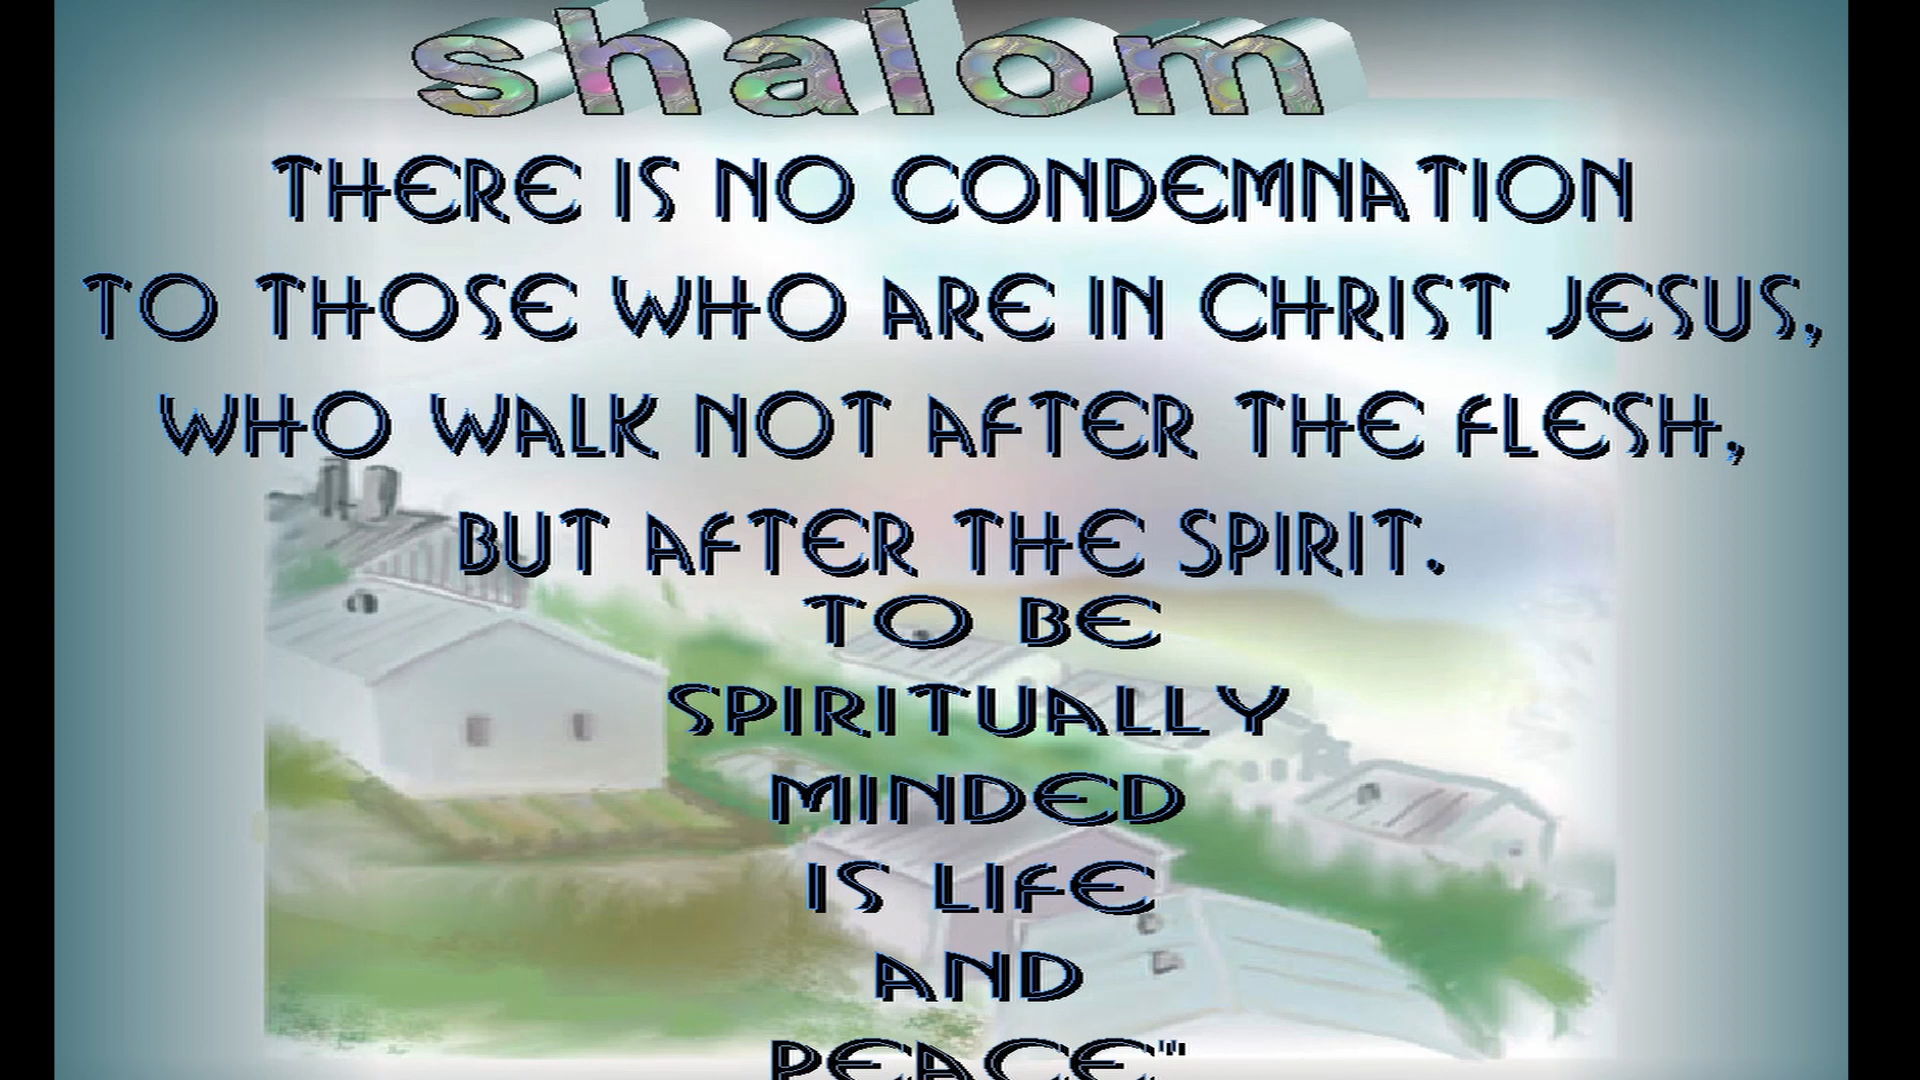 shalom
THERE IS NO CONDEMNATION
TO THOSE WHO ARE IN CHRIST JESUS,
WHO WALK NOT AFTER THE FLESH,
BUT AFTER THE SPIRIT.
TO BE
SPIRITUALLY
MINDED
IS LIFE
AND
PEACE"